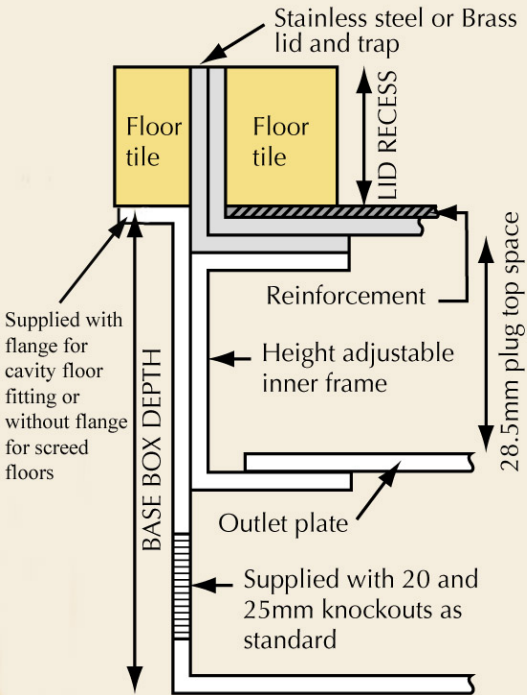 Stainless steel or Brass
lid and trap
Floor
tile
Floor
tile
LID RECESS
Reinforcement
Supplied with
flange for
cavity floor
fitting or
without flange
for screed
floors
BASE BOX DEPTH
Height adjustable
inner frame
28.5mm plug top space
Outlet plate
Supplied with 20 and
25mm knockouts as
standard